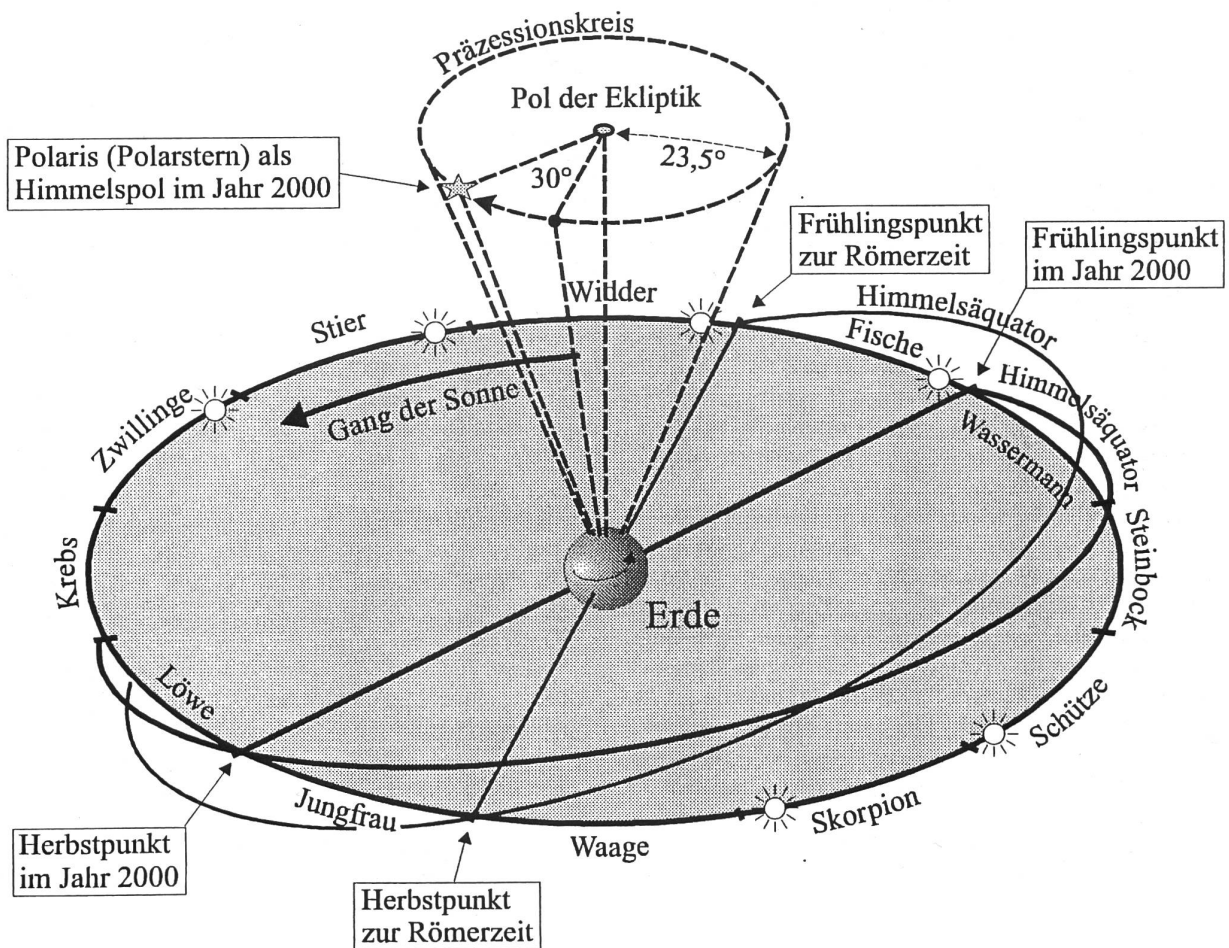 Präzessionskreis
Pol der Ekliptik
23,5°
30°
Polaris (Polarstern) als
Himmelspol im Jahr 2000
Frühlingspunkt
zur Römerzeit
Frühlingspunkt
im Jahr 2000
Widder
Stier
Himmelsäquator
Fische
Himmelsäquator
Gang der Sonne
Zwillinge
Wassermann
Steinbock
Krebs
Erde
Löwe
Schütze
Jungfrau
Skorpion
Waage
Herbstpunkt
im Jahr 2000
Herbstpunkt
zur Römerzeit